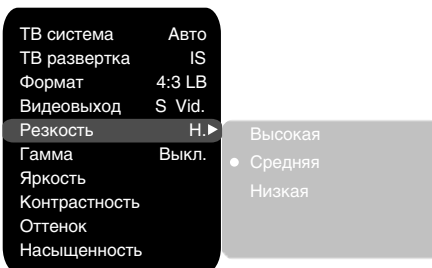 ТВ система Авто
ТВ развертка IS
Формат 4:3 LB
Видеовыход S Vid.
Резкость Н.
Гамма Выкл.
Яркость
Контрастность
Оттенок
Насыщенность
Высокая
Средняя
Низкая